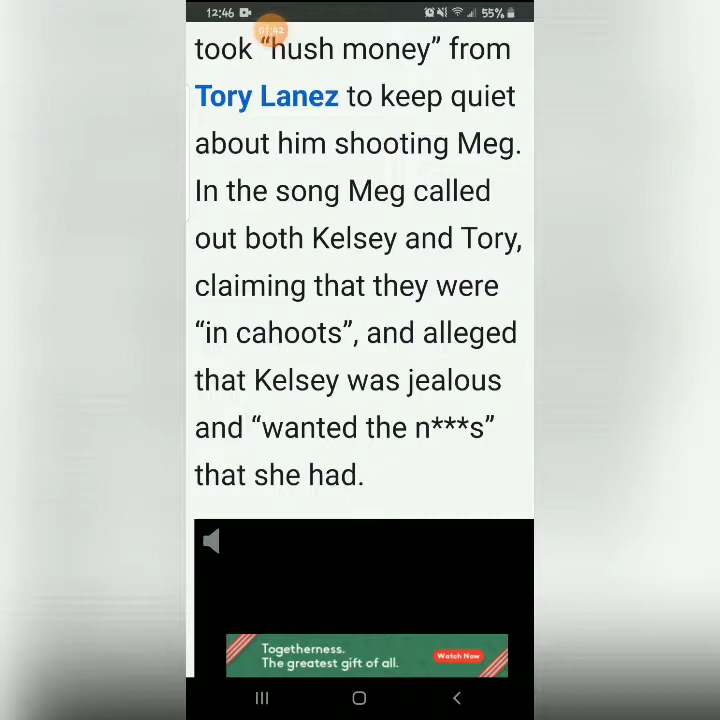 12:46 55%
01:42
took “hush money” from
Tory Lanez to keep quiet
about him shooting Meg.
In the song Meg called
out both Kelsey and Tory,
claiming that they were
“in cahoots”, and alleged
that Kelsey was jealous
and “wanted the n***s”
that she had.
Togetherness.
The greatest gift of all.
Watch Now